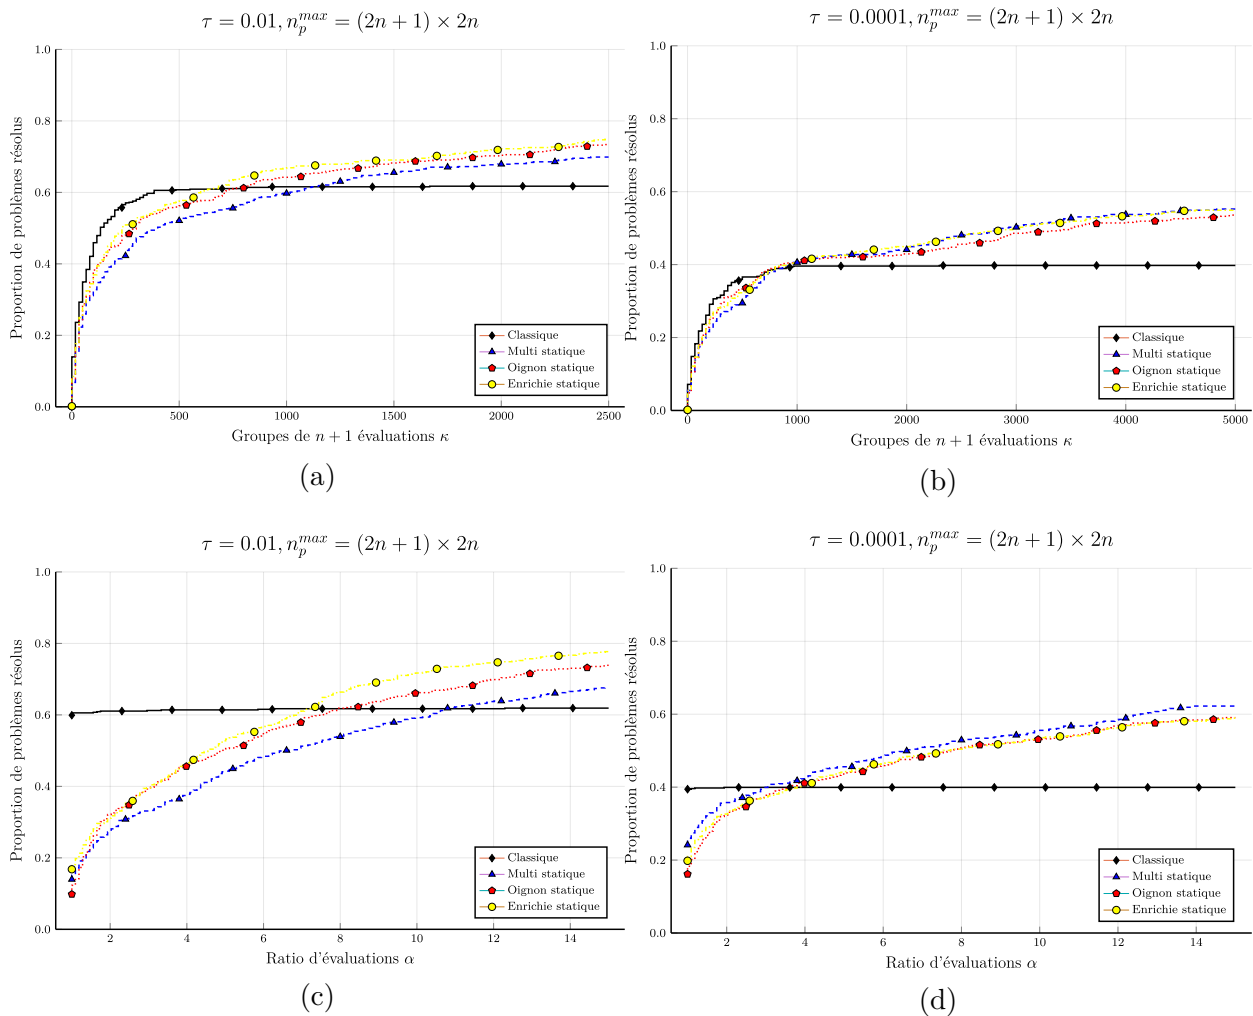 τ = 0.01, n_p^{max} = (2n + 1) × 2n
Proportion de problèmes résolus
1.0
0.8
0.6
0.4
0.2
0.0
0 500 1000 1500 2000 2500
Groupes de n + 1 évaluations κ
Classique
Multi statique
Oignon statique
Enrichie statique
(a)
τ = 0.0001, n_p^{max} = (2n + 1) × 2n
Proportion de problèmes résolus
1.0
0.8
0.6
0.4
0.2
0.0
0 1000 2000 3000 4000 5000
Groupes de n + 1 évaluations κ
Classique
Multi statique
Oignon statique
Enrichie statique
(b)
τ = 0.01, n_p^{max} = (2n + 1) × 2n
Proportion de problèmes résolus
1.0
0.8
0.6
0.4
0.2
0.0
2 4 6 8 10 12 14
Ratio d'évaluations α
Classique
Multi statique
Oignon statique
Enrichie statique
(c)
τ = 0.0001, n_p^{max} = (2n + 1) × 2n
Proportion de problèmes résolus
1.0
0.8
0.6
0.4
0.2
0.0
2 4 6 8 10 12 14
Ratio d'évaluations α
Classique
Multi statique
Oignon statique
Enrichie statique
(d)